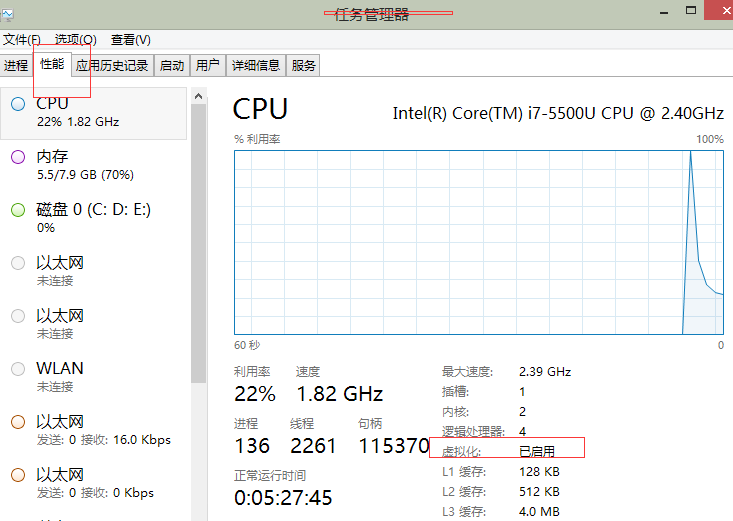 任务管理器
文件(F) 选项(O) 查看(V)
进程 性能 应用历史记录 启动 用户 详细信息 服务
CPU
22% 1.82 GHz
内存
5.5/7.9 GB (70%)
磁盘 0 (C: D: E:)
0%
以太网
未连接
以太网
未连接
WLAN
未连接
以太网
发送: 0 接收: 16.0 Kbps
以太网
发送: 0 接收: 0 Kbps
CPU
Intel(R) Core(TM) i7-5500U CPU @ 2.40GHz
% 利用率 100%
60 秒 0
利用率 速度
22% 1.82 GHz
进程 线程 句柄
136 2261 115370
正常运行时间
0:05:27:45
最大速度: 2.39 GHz
插槽: 1
内核: 2
逻辑处理器: 4
虚拟化: 已启用
L1 缓存: 128 KB
L2 缓存: 512 KB
L3 缓存: 4.0 MB